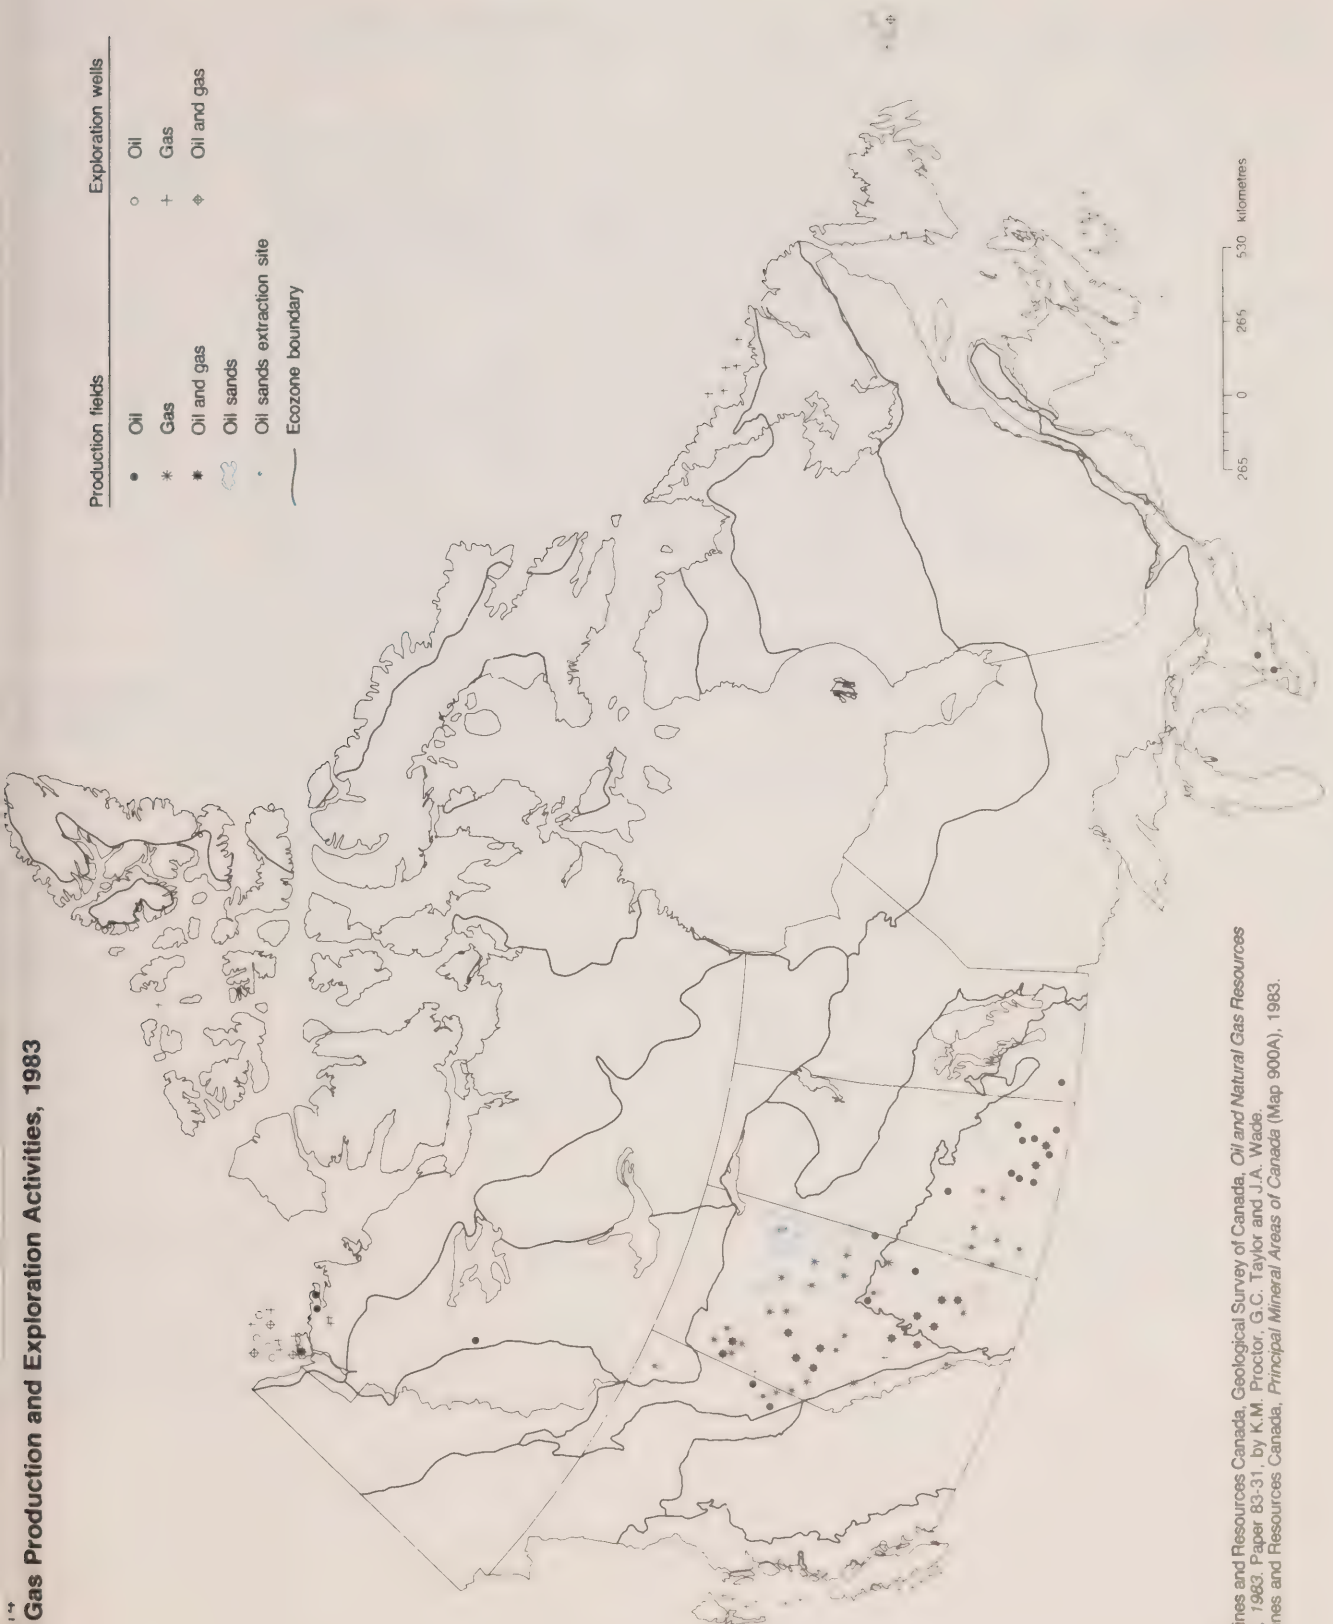 Gas Production and Exploration Activities, 1983
Production fields
Oil
Gas
Oil and gas
Oil sands
Oil sands extraction site
Ecozone boundary
Exploration wells
Oil
Gas
Oil and gas
265 0 265 530 kilometres
ines and Resources Canada, Geological Survey of Canada, Oil and Natural Gas Resources
, 1983. Paper 83-31, by K.M. Proctor, G.C. Taylor and J.A. Wade.
nes and Resources Canada, Principal Mineral Areas of Canada (Map 900A), 1983.